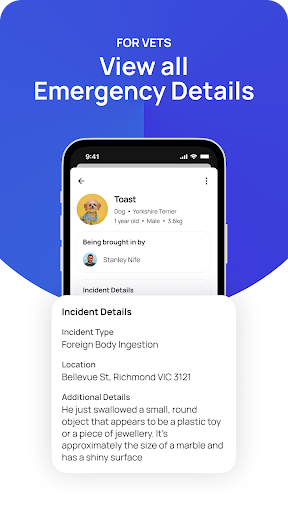 FOR VETS
View all
Emergency Details
9:41
Toast
Dog • Yorkshire Terrier
1 year old • Male • 3.6kg
Being brought in by
Stanley Nife
Incident Details
Incident Details
Incident Type
Foreign Body Ingestion
Location
Bellevue St, Richmond VIC 3121
Additional Details
He just swallowed a small, round
object that appears to be a plastic toy
or a piece of jewellery. It's
approximately the size of a marble and
has a shiny surface